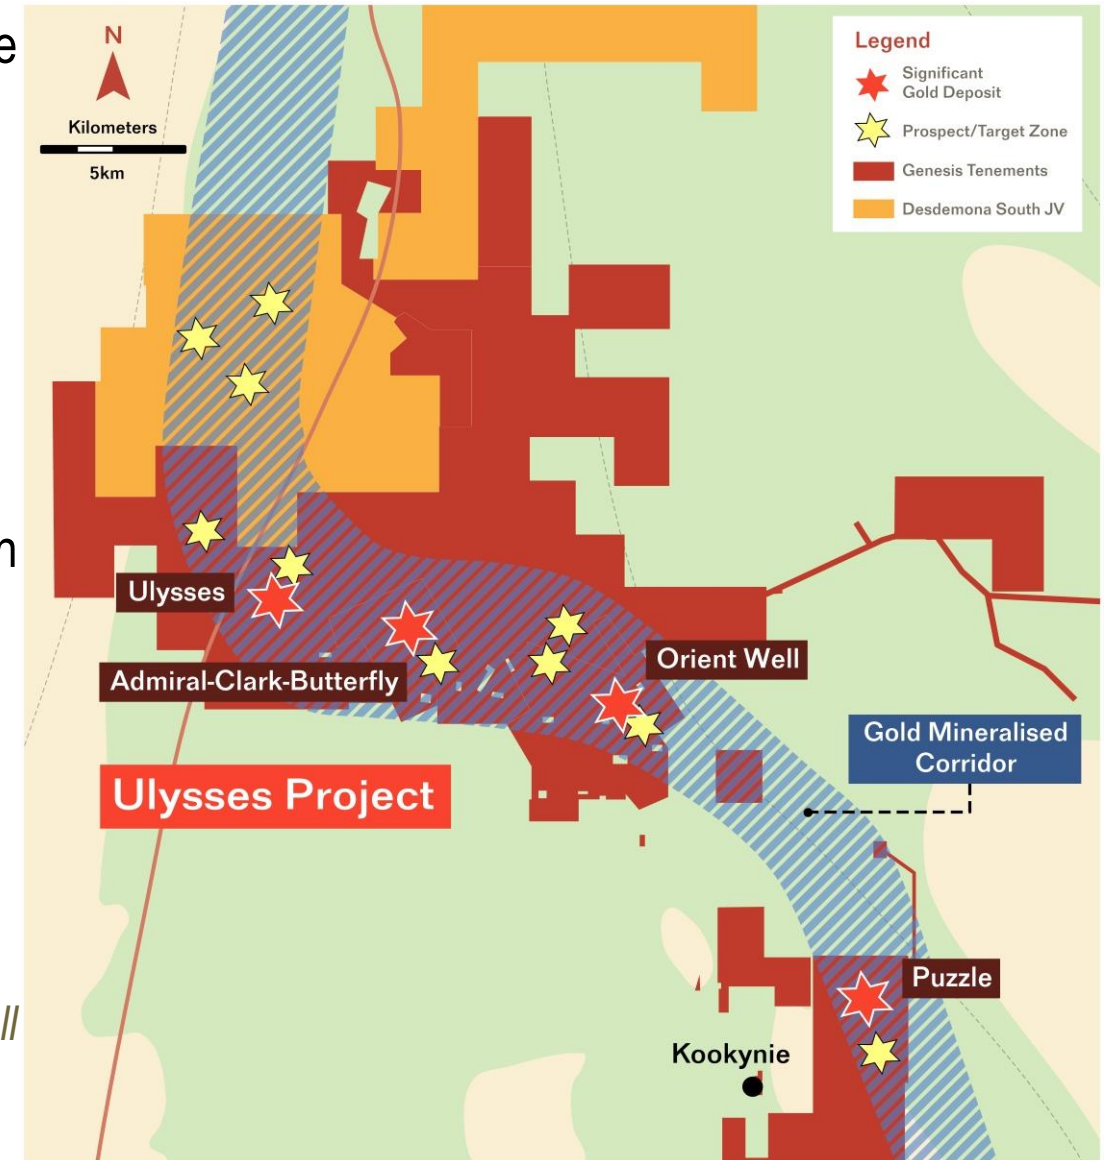 e
N
Kilometers
5km
Legend
Significant
Gold Deposit
Prospect/Target Zone
Genesis Tenements
Desdemona South JV
n
Ulysses
Admiral-Clark-Butterfly
Orient Well
Gold Mineralised
Corridor
Ulysses Project
Puzzle
ll
Kookynie